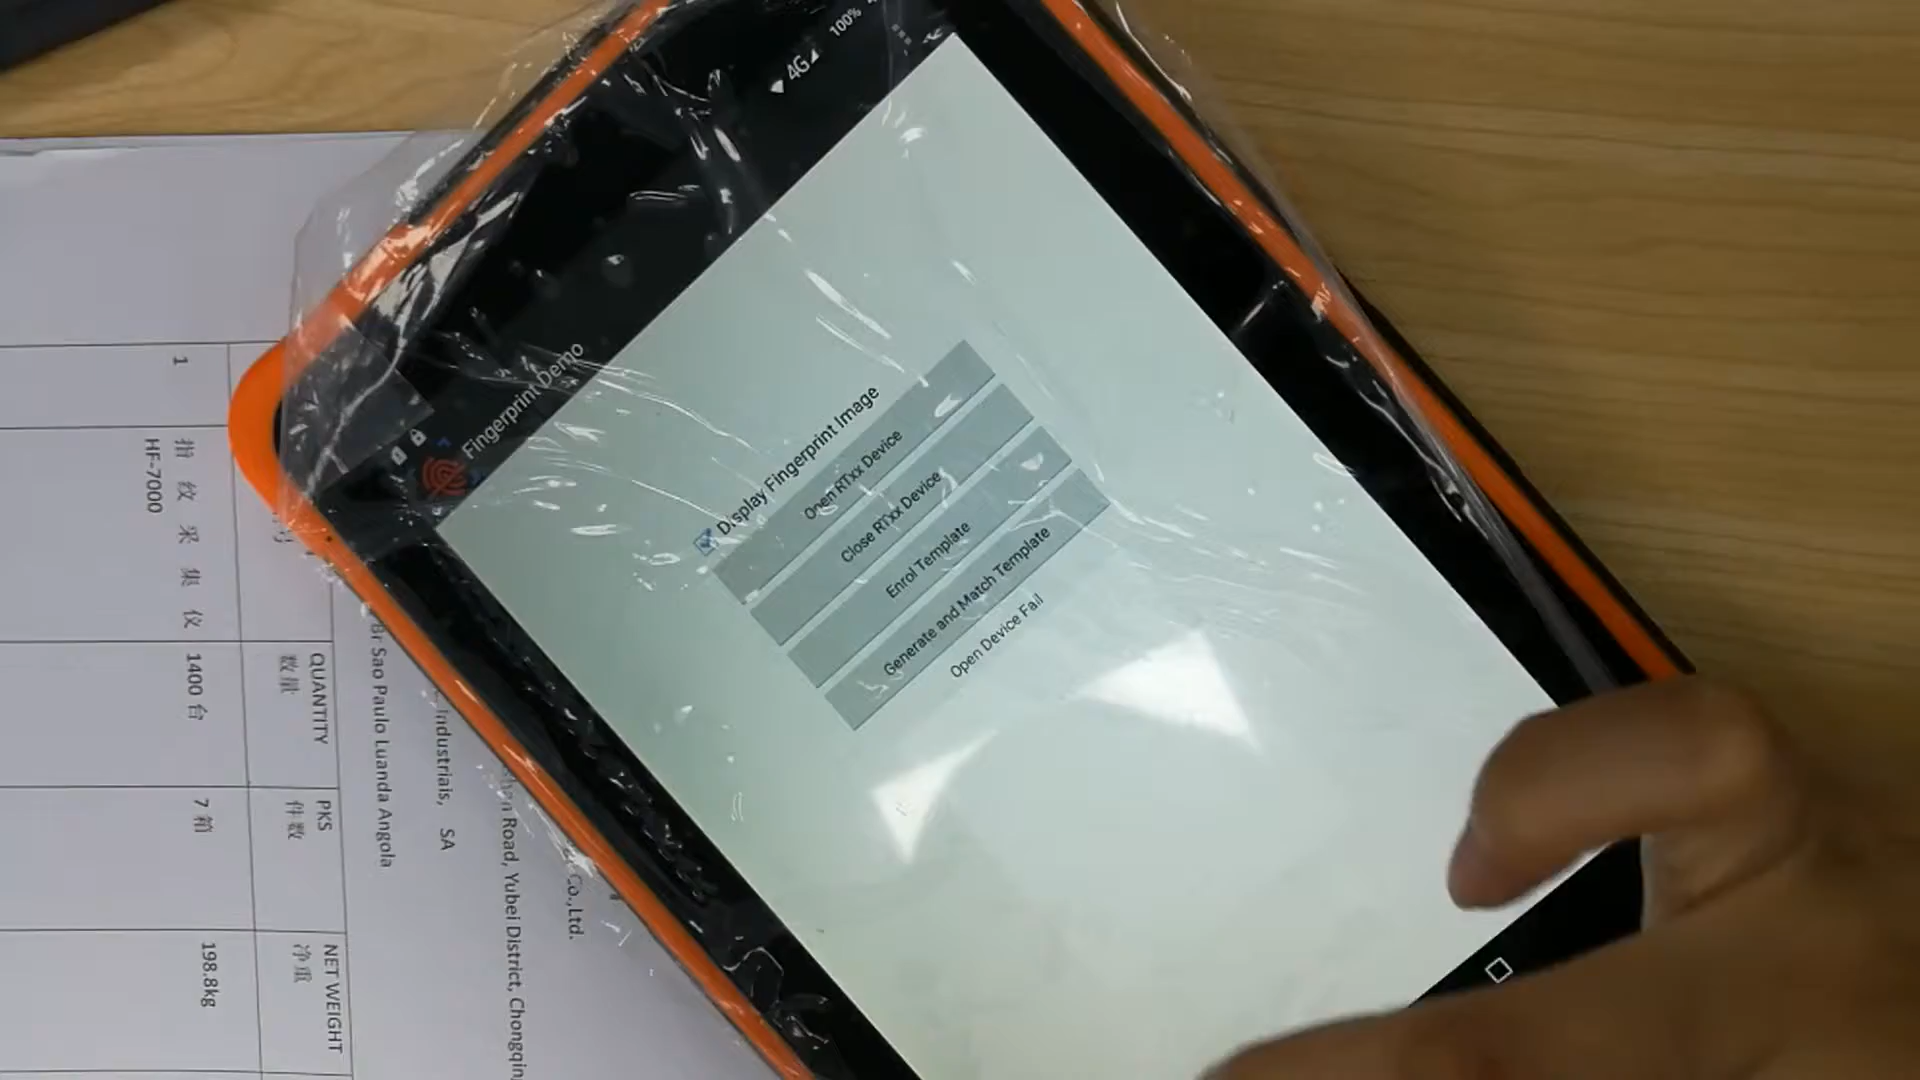 4G 100%
Fingerprint Demo
Display Fingerprint Image
Open RTxx Device
Close RTxx Device
Enrol Template
Generate and Match Template
Open Device Fail
Co.,Ltd.
Road, Yubei District, Chongqin
Industriais, SA
Sao Paulo Luanda Angola
QUANTITY PKS NET WEIGHT
数量 件数 净重
1 指纹采集仪 1400 台 7 箱 198.8kg
HF-7000